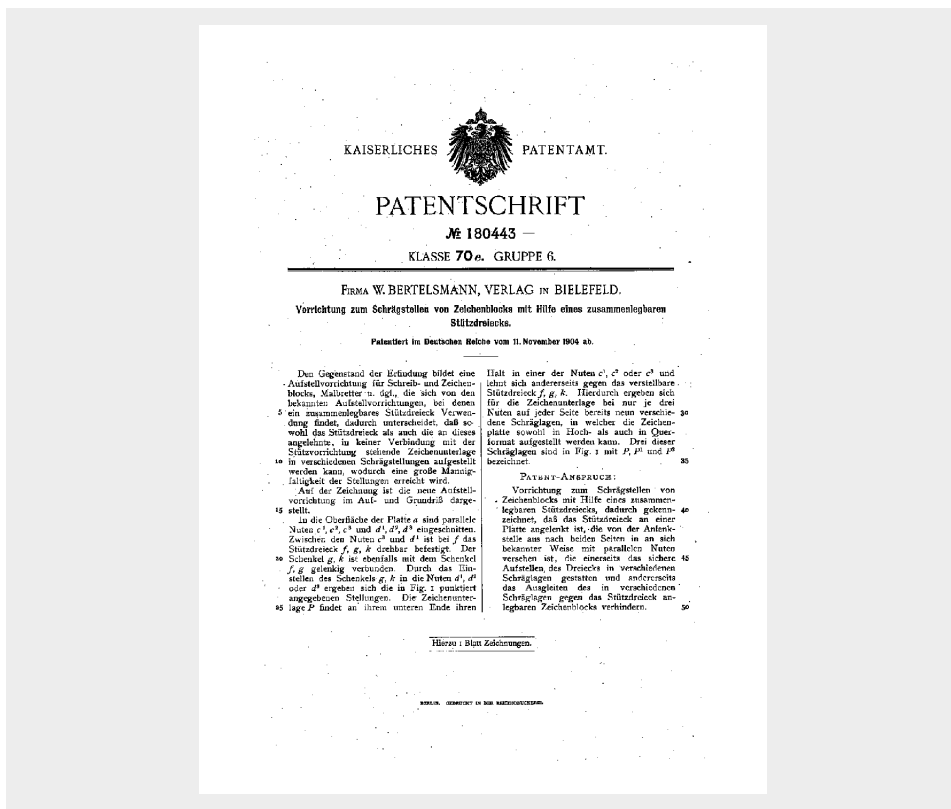 KAISERLICHES PATENTAMT.
PATENTSCHRIFT
№ 180443 —
KLASSE 70e. GRUPPE 6.
FIRMA W. BERTELSMANN, VERLAG IN BIELEFELD.
Vorrichtung zum Schrägstellen von Zeichenblocks mit Hilfe eines zusammenlegbaren
Stützdreiecks.
Patentiert im Deutschen Reiche vom 11. November 1904 ab.
Den Gegenstand der Erfindung bildet eine
Aufstellvorrichtung für Schreib- und Zeichen-
blocks, Malbretter u. dgl., die sich von den
bekannten Aufstellvorrichtungen, bei denen
5 ein zusammenlegbares Stützdreieck Verwen-
dung findet, dadurch unterscheidet, daß so-
wohl das Stützdreieck als auch die an dieses
angelehnte, in keiner Verbindung mit der
Stützvorrichtung stehende Zeichenunterlage
10 in verschiedenen Schrägstellungen aufgestellt
werden kann, wodurch eine große Mannig-
faltigkeit der Stellungen erreicht wird.
Auf der Zeichnung ist die neue Aufstell-
vorrichtung im Auf- und Grundriß darge-
15 stellt.
In die Oberfläche der Platte a sind parallele
Nuten c¹, c², c³ und d¹, d², d³ eingeschnitten.
Zwischen den Nuten c³ und d¹ ist bei f das
Stützdreieck f, g, k drehbar befestigt. Der
20 Schenkel g, k ist ebenfalls mit dem Schenkel
f, g gelenkig verbunden. Durch das Ein-
stellen des Schenkels g, k in die Nuten d¹, d²
oder d³ ergeben sich die in Fig. 1 punktiert
angegebenen Stellungen. Die Zeichenunter-
25 lage P findet an ihrem unteren Ende ihren
Halt in einer der Nuten c¹, c² oder c³ und
lehnt sich andererseits gegen das verstellbare
Stützdreieck f, g, k. Hierdurch ergeben sich
für die Zeichenunterlage bei nur je drei
Nuten auf jeder Seite bereits neun verschie- 30
dene Schräglagen, in welcher die Zeichen-
platte sowohl in Hoch- als auch in Quer-
format aufgestellt werden kann. Drei dieser
Schräglagen sind in Fig. 1 mit P, P¹ und P²
bezeichnet. 35
PATENT-ANSPRUCH:
Vorrichtung zum Schrägstellen von
Zeichenblocks mit Hilfe eines zusammen-
legbaren Stützdreiecks, dadurch gekenn- 40
zeichnet, daß das Stützdreieck an einer
Platte angelenkt ist, die von der Anlenk-
stelle aus nach beiden Seiten in an sich
bekannter Weise mit parallelen Nuten
versehen ist, die einerseits das sichere 45
Aufstellen des Dreiecks in verschiedenen
Schräglagen gestatten und andererseits
das Ausgleiten des in verschiedenen
Schräglagen gegen das Stützdreieck an-
legbaren Zeichenblocks verhindern. 50
Hierzu 1 Blatt Zeichnungen.
BERLIN. GEDRUCKT IN DER REICHSDRUCKEREI.